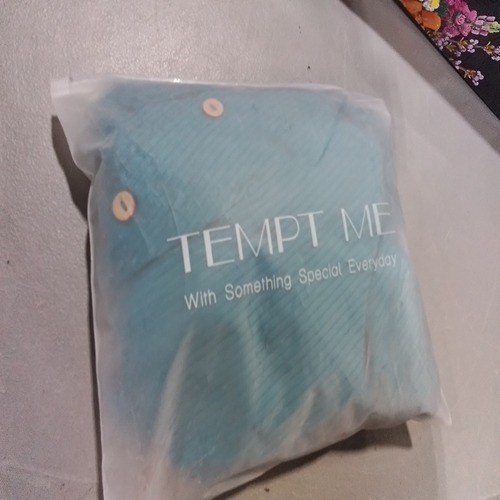 TEMPT ME
With Something Special Everyday